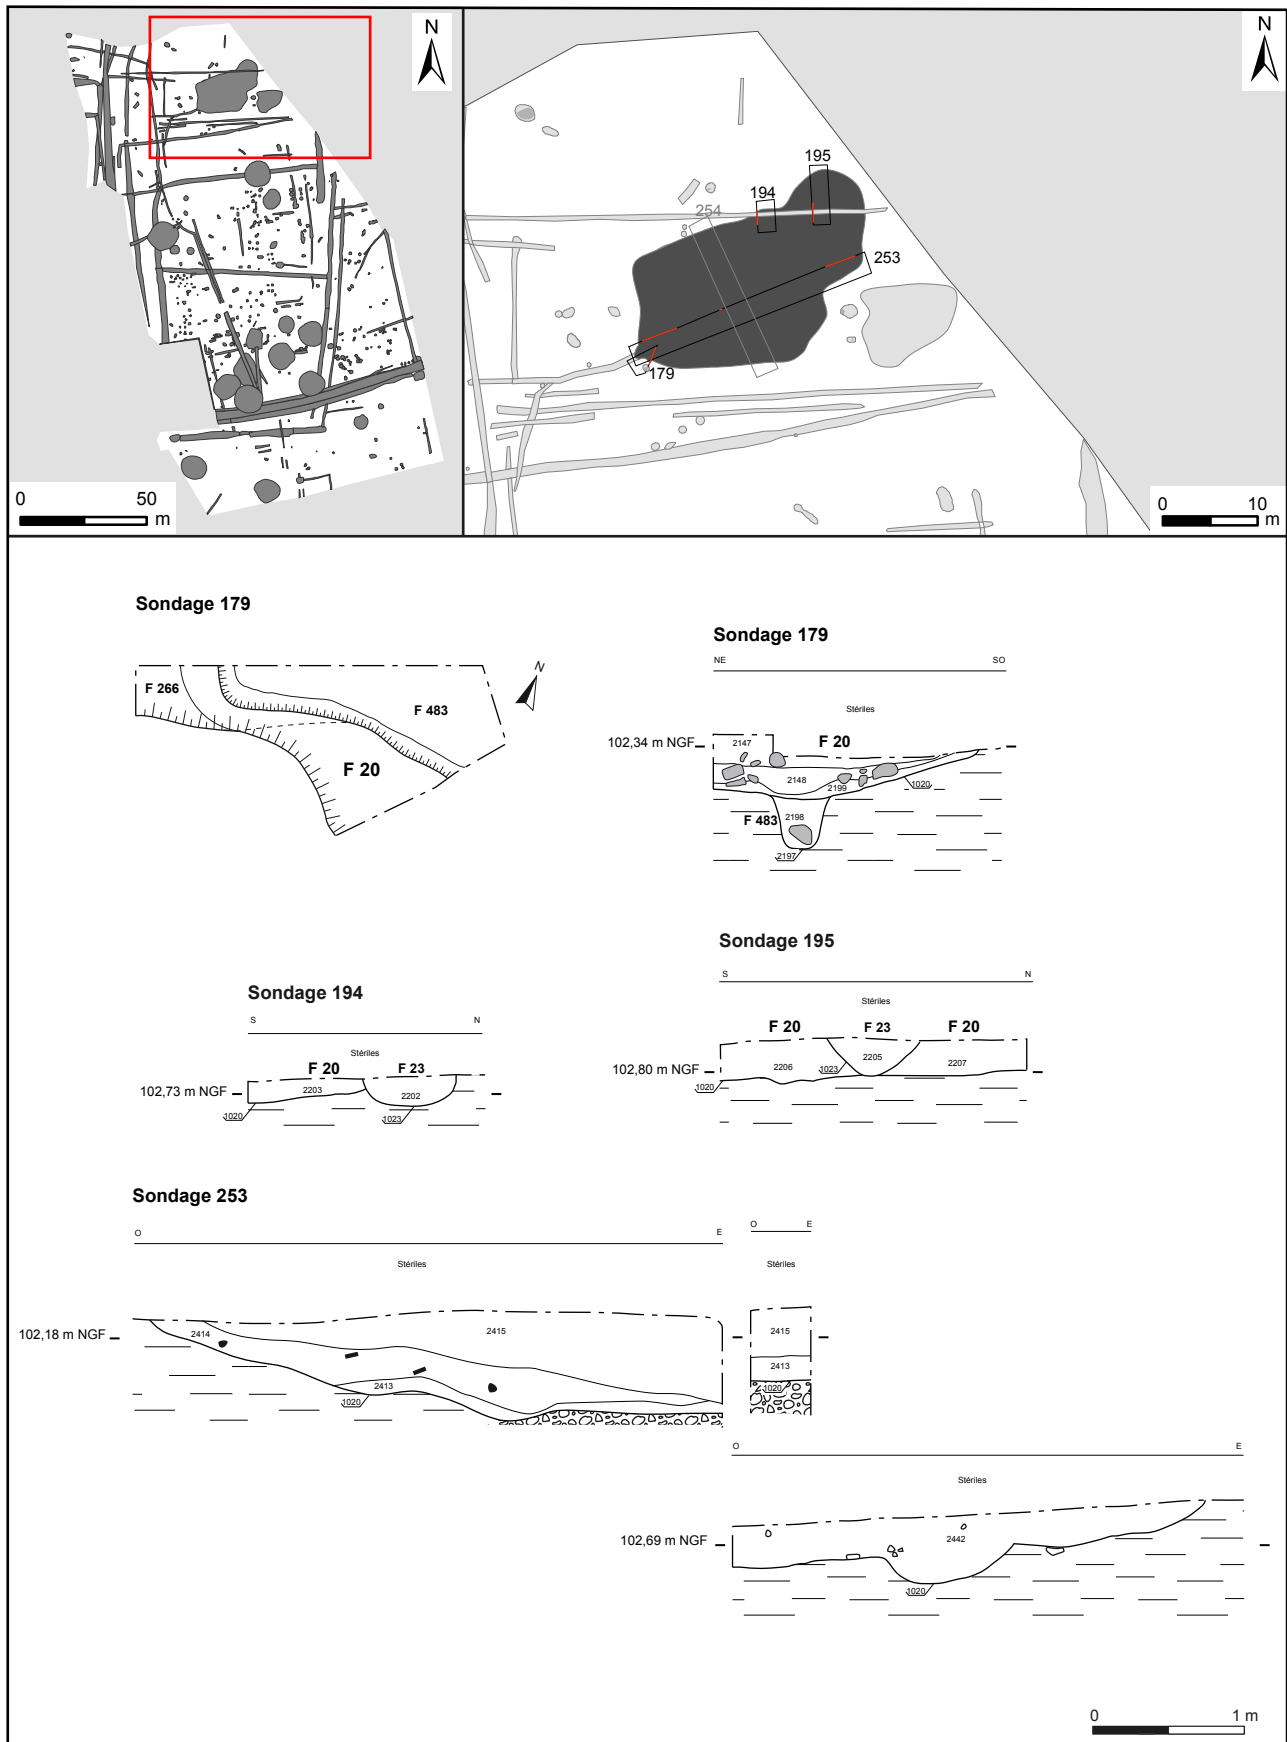 N
0 50
m
N
195
194
254
253
179
0 10
m
Sondage 179
F 266
F 483
F 20
N
Sondage 179
NE SO
Stériles
102,34 m NGF
2147
F 20
2148
2199
1020
F 483
2198
2197
Sondage 194
S N
Stériles
F 20 F 23
102,73 m NGF
2203
2202
1020
1023
Sondage 195
S N
Stériles
F 20 F 23 F 20
102,80 m NGF
2206
1023
2205
2207
1020
Sondage 253
O E
Stériles
102,18 m NGF
2414
2415
2413
1020
O E
Stériles
2415
2413
1020
O E
Stériles
102,69 m NGF
2442
1020
0 1 m